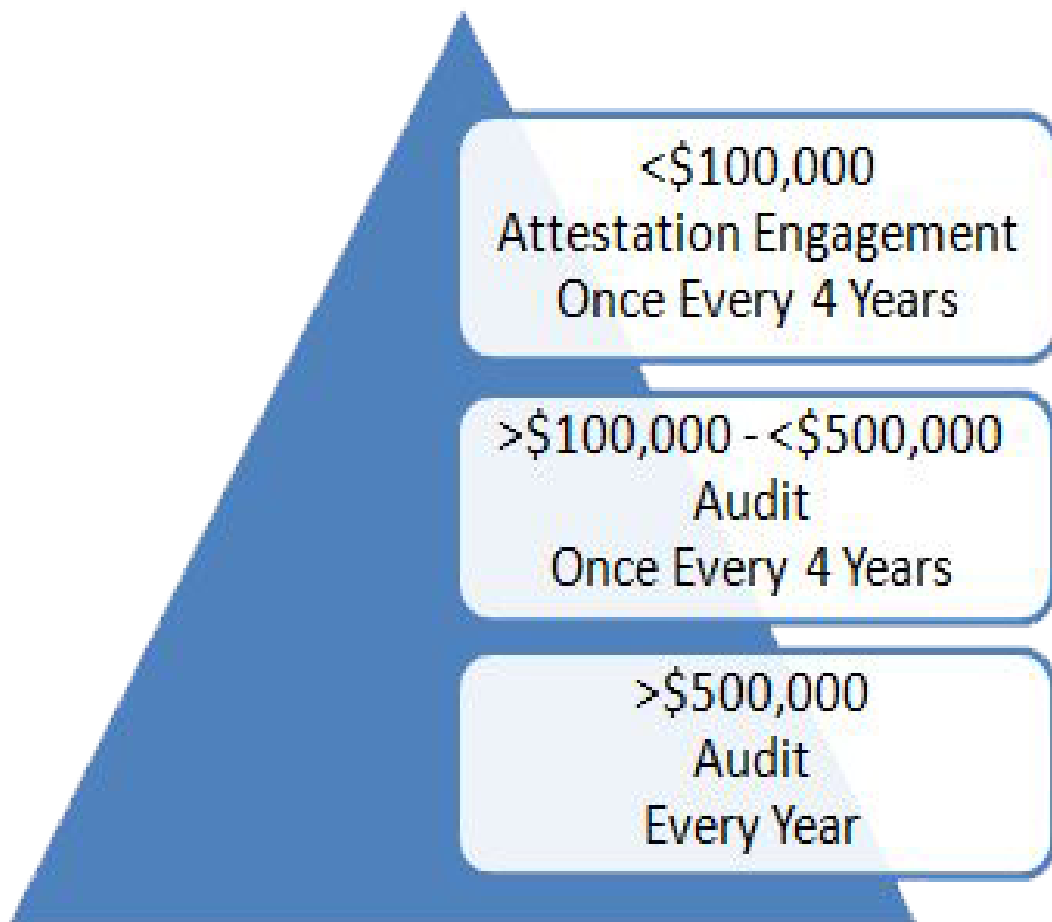 <$100,000
Attestation Engagement
Once Every 4 Years
>$100,000 - <$500,000
Audit
Once Every 4 Years
>$500,000
Audit
Every Year